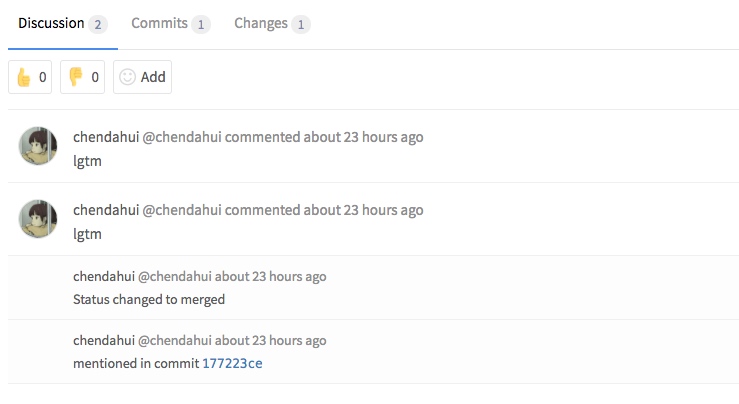 Discussion 2 Commits 1 Changes 1
0 0 Add
chendahui @chendahui commented about 23 hours ago
lgtm
chendahui @chendahui commented about 23 hours ago
lgtm
chendahui @chendahui about 23 hours ago
Status changed to merged
chendahui @chendahui about 23 hours ago
mentioned in commit 177223ce